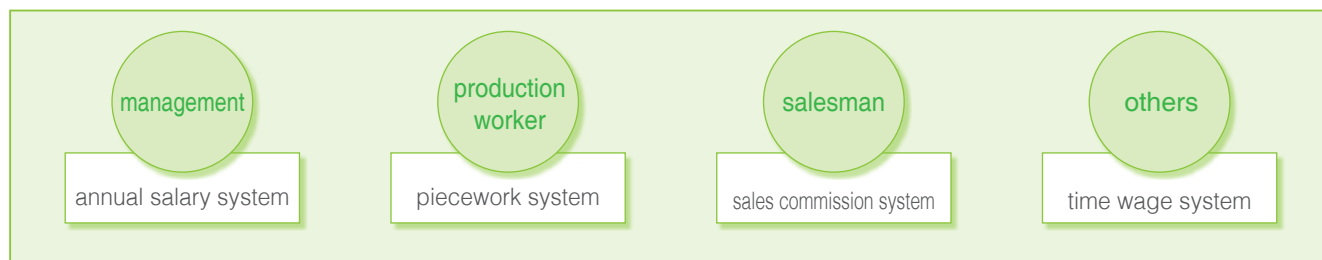 management
annual salary system
production
worker
piecework system
salesman
sales commission system
others
time wage system